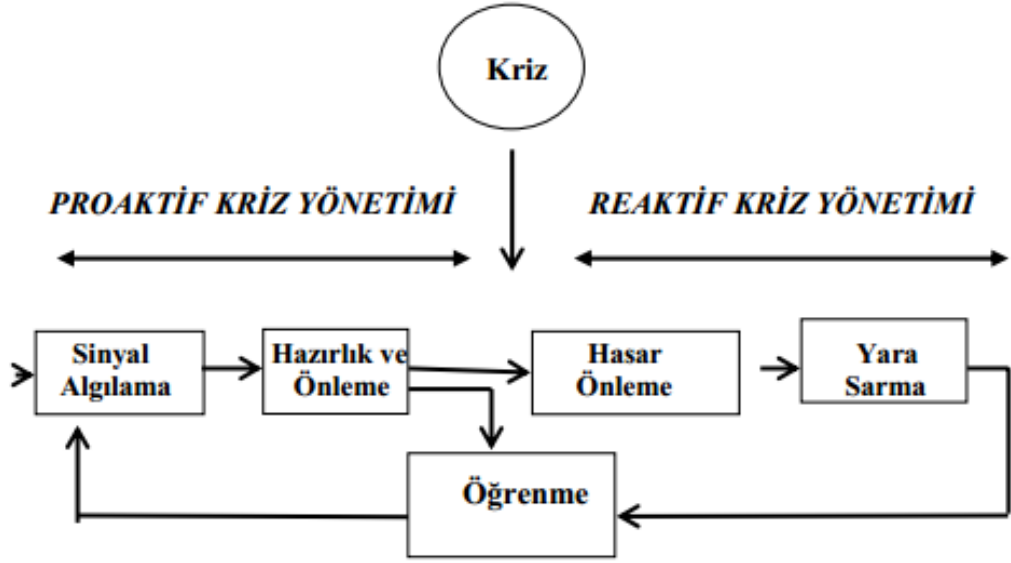 Kriz
PROAKTİF KRİZ YÖNETİMİ
REAKTİF KRİZ YÖNETİMİ
Sinyal
Algılama
Hazırlık ve
Önleme
Hasar
Önleme
Yara
Sarma
Öğrenme